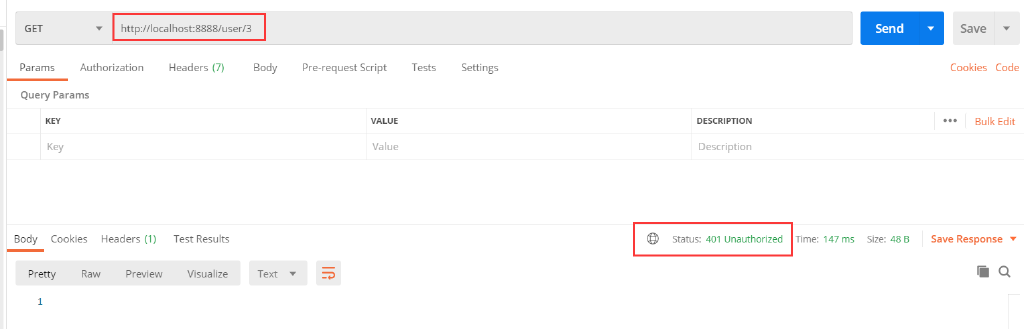 GET http://localhost:8888/user/3 Send Save
Params Authorization Headers (7) Body Pre-request Script Tests Settings Cookies Code
Query Params
KEY VALUE DESCRIPTION ••• Bulk Edit
Key Value Description
Body Cookies Headers (1) Test Results Status: 401 Unauthorized Time: 147 ms Size: 48 B Save Response
Pretty Raw Preview Visualize Text
1